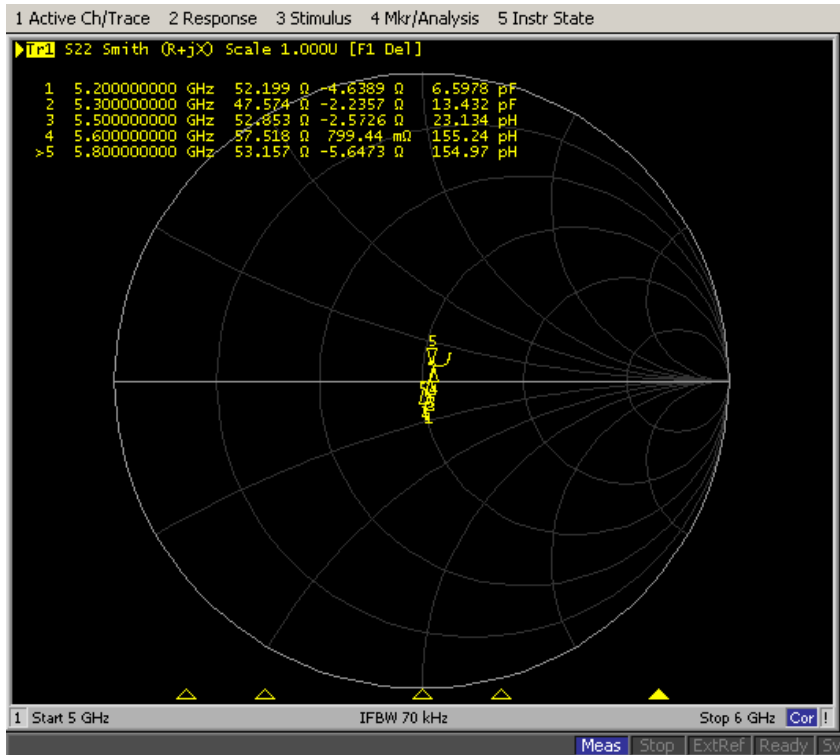 1 Active Ch/Trace 2 Response 3 Stimulus 4 Mkr/Analysis 5 Instr State
Tr1 S22 Smith (R+jX) Scale 1.000U [F1 Del]
1 5.200000000 GHz 52.199 Ω -4.6389 Ω 6.5978 pF
2 5.300000000 GHz 47.574 Ω -2.2357 Ω 13.432 pF
3 5.500000000 GHz 52.853 Ω -2.5726 Ω 23.134 pH
4 5.600000000 GHz 57.518 Ω 799.44 mΩ 155.24 pH
>5 5.800000000 GHz 53.157 Ω -5.6473 Ω 154.97 pH
5
1 Start 5 GHz IFBW 70 kHz Stop 6 GHz Cor !
Meas Stop ExtRef Ready